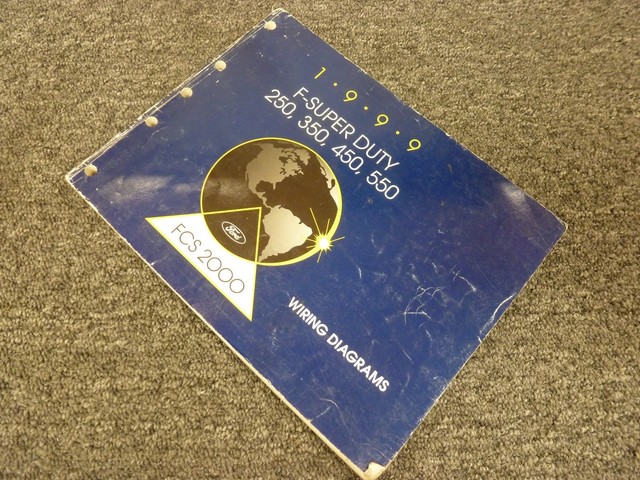 1·9·9·9
F-SUPER DUTY
250, 350, 450, 550
Ford
FCS 2000
WIRING DIAGRAMS